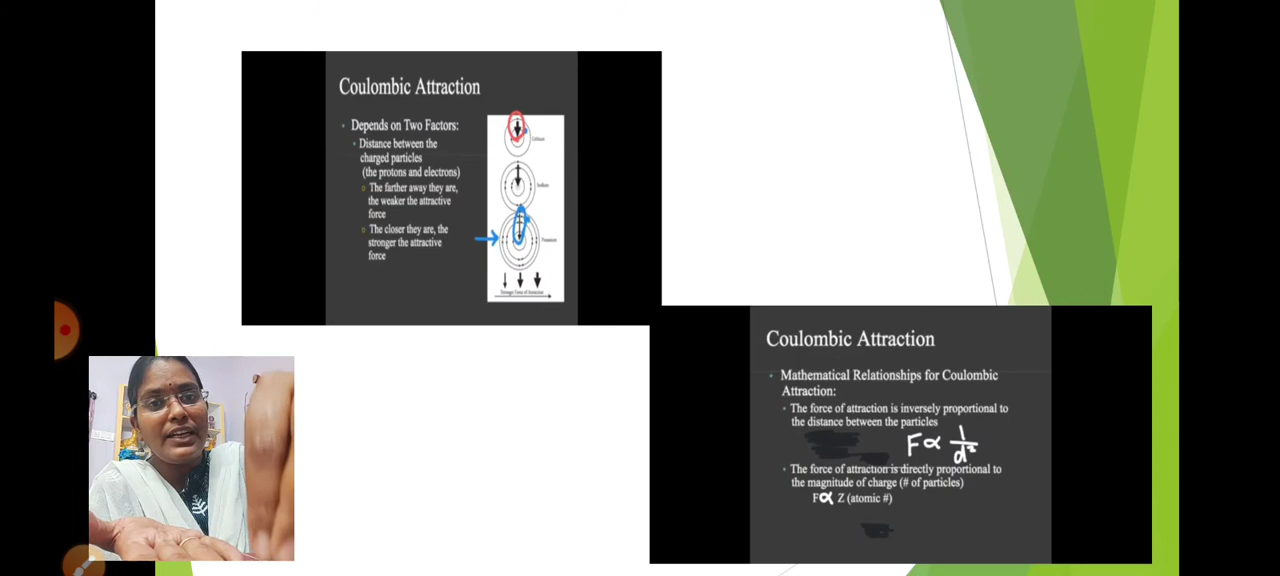 Coulombic Attraction
Depends on Two Factors:
Distance between the
charged particles
(the protons and electrons)
The farther away they are,
the weaker the attractive
force
The closer they are, the
stronger the attractive
force
Lithium
Sodium
Potassium
Stronger Force of Attraction
Coulombic Attraction
Mathematical Relationships for Coulombic
Attraction:
The force of attraction is inversely proportional to
the distance between the particles
F∝ 1/d²
The force of attraction is directly proportional to
the magnitude of charge (# of particles)
F∝ Z (atomic #)